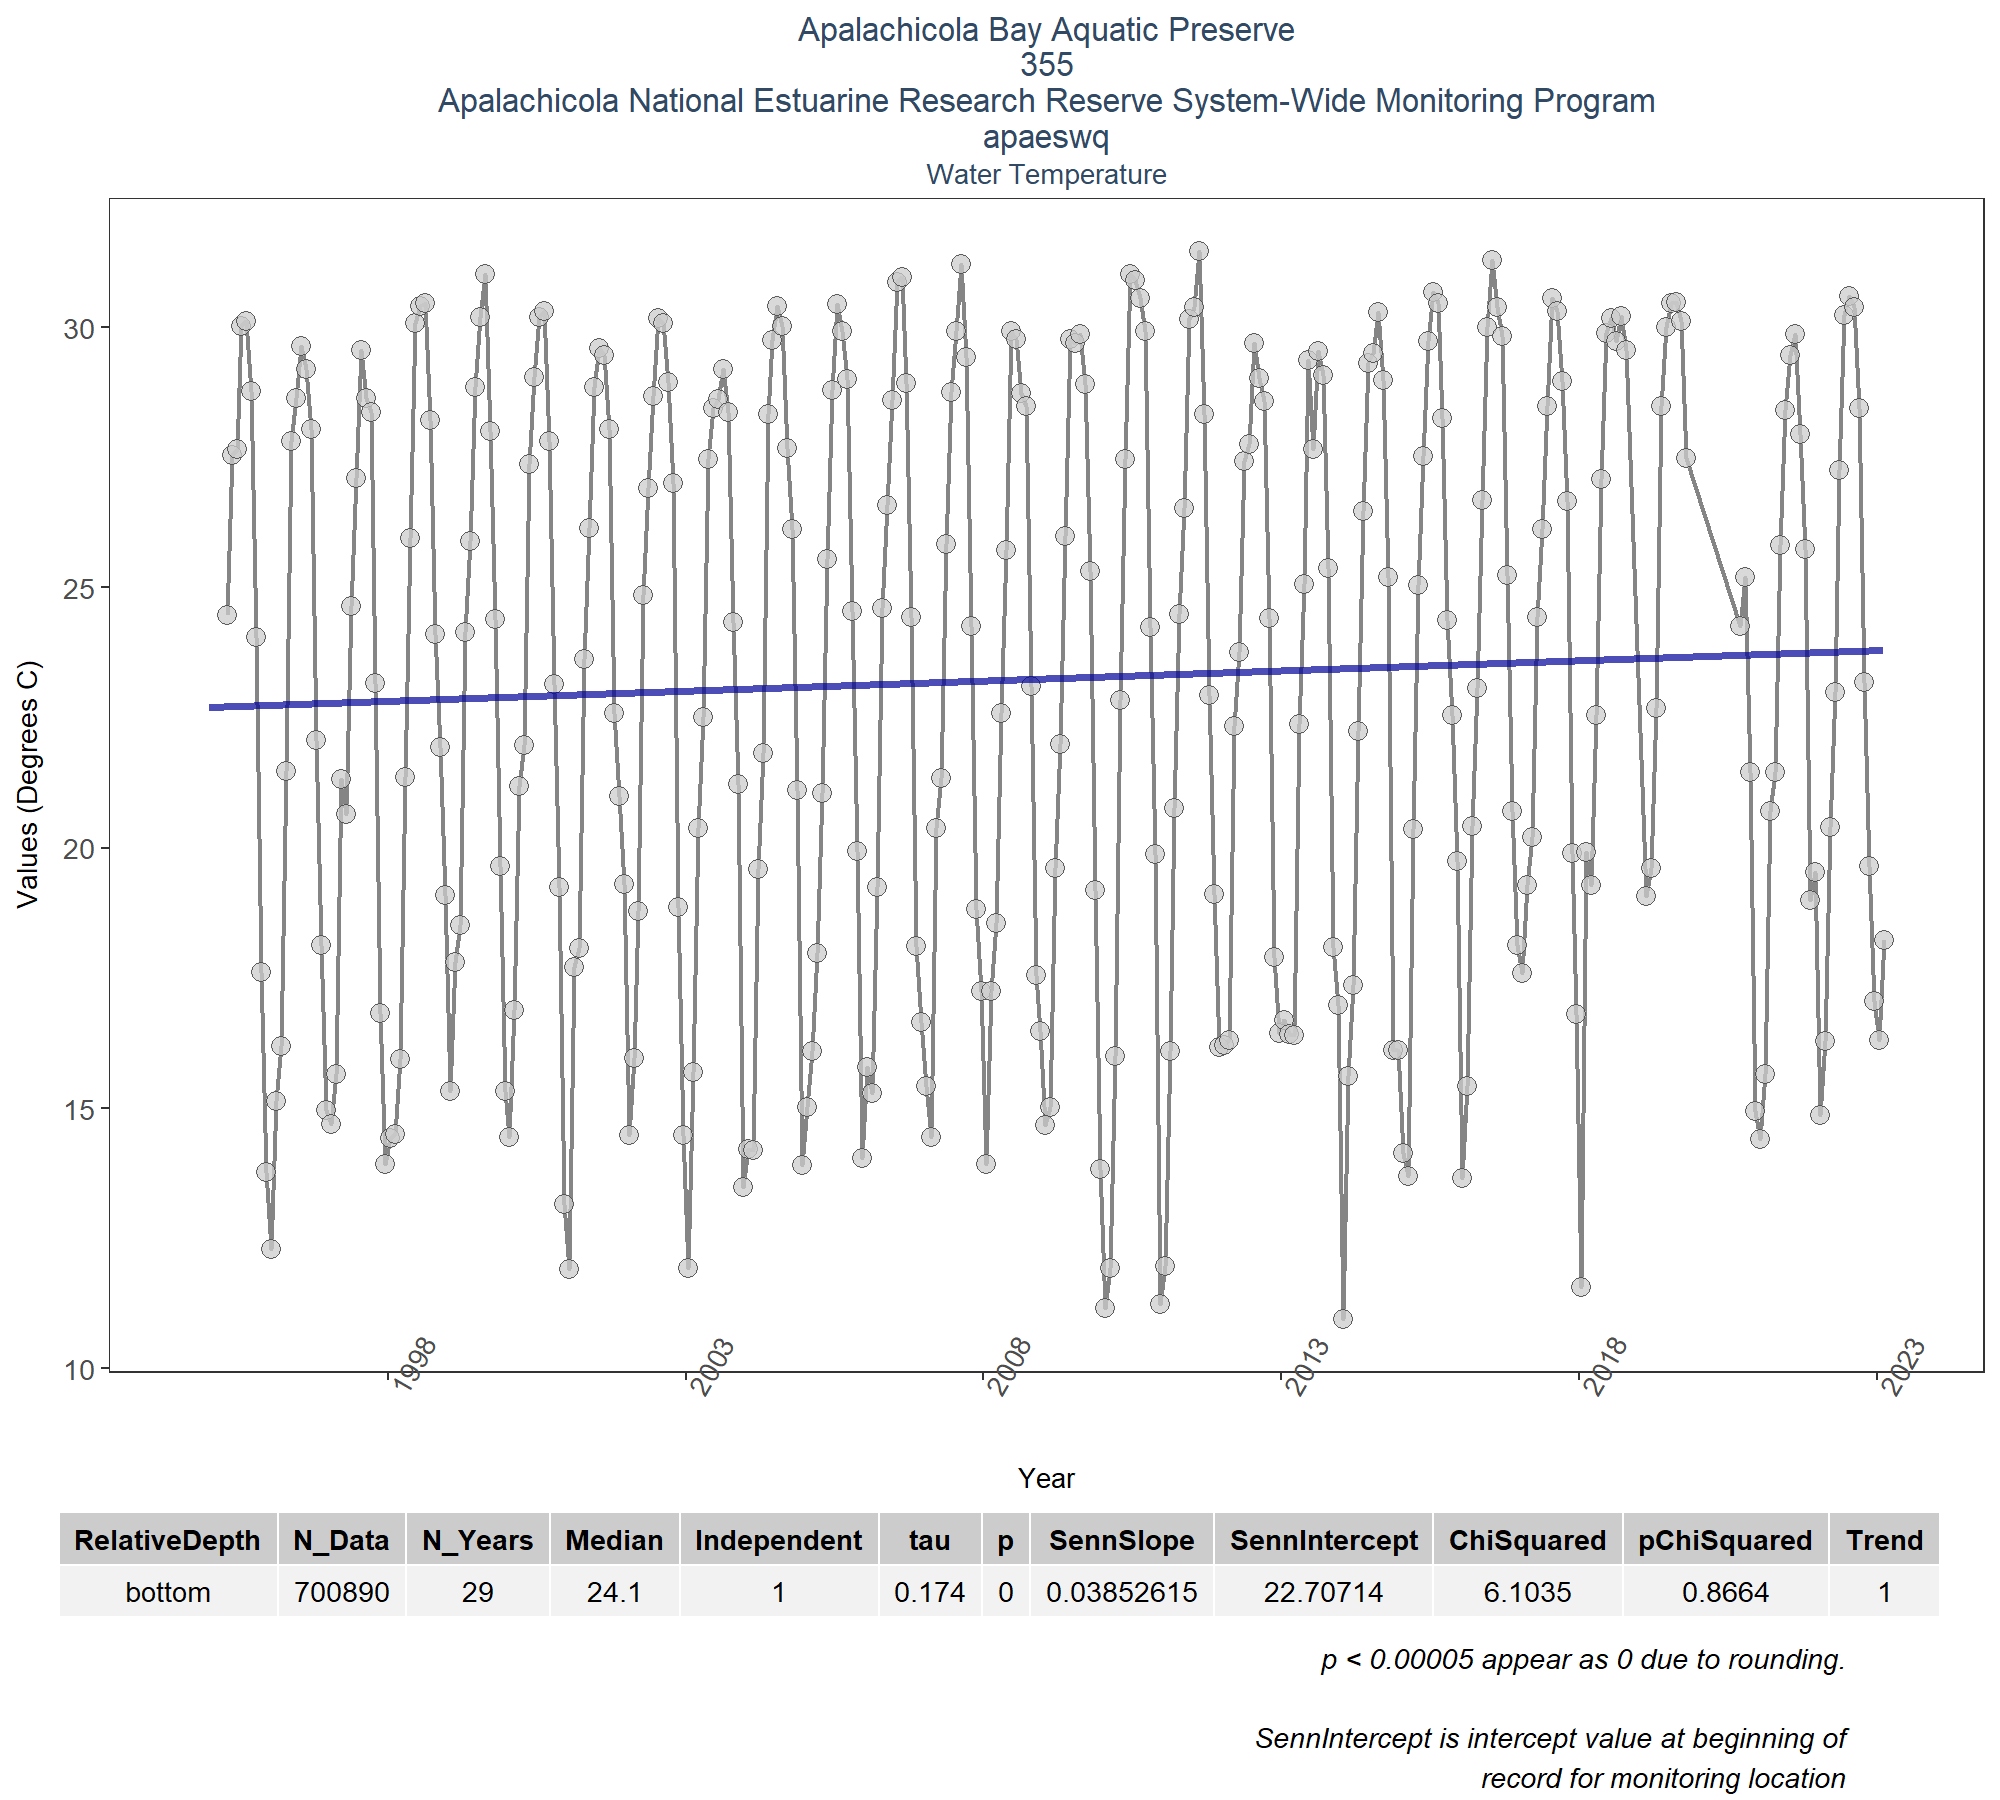 Apalachicola Bay Aquatic Preserve
355
Apalachicola National Estuarine Research Reserve System-Wide Monitoring Program
apaeswq
Water Temperature
Values (Degrees C)
30
25
20
15
10
1998 2003 2008 2013 2018 2023
Year
RelativeDepth N_Data N_Years Median Independent tau p SennSlope SennIntercept ChiSquared pChiSquared Trend
bottom 700890 29 24.1 1 0.174 0 0.03852615 22.70714 6.1035 0.8664 1
p < 0.00005 appear as 0 due to rounding.
SennIntercept is intercept value at beginning of
record for monitoring location